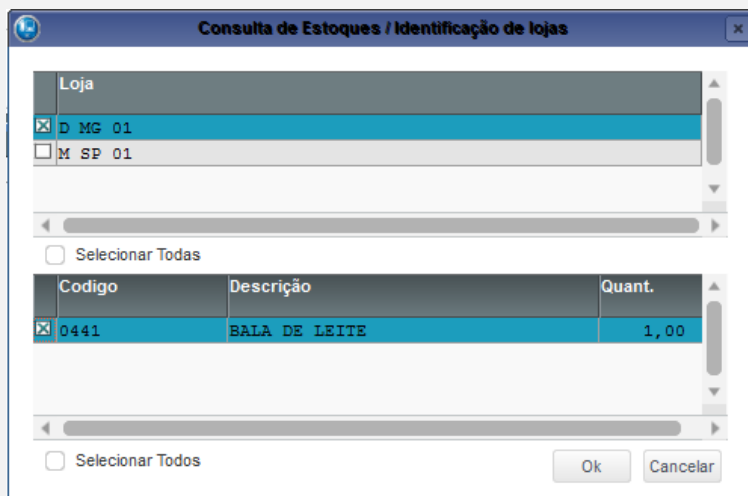 Consulta de Estoques / Identificação de lojas
Loja
D MG 01
M SP 01
Selecionar Todas
Codigo Descrição Quant.
0441 BALA DE LEITE 1,00
Selecionar Todos
Ok Cancelar